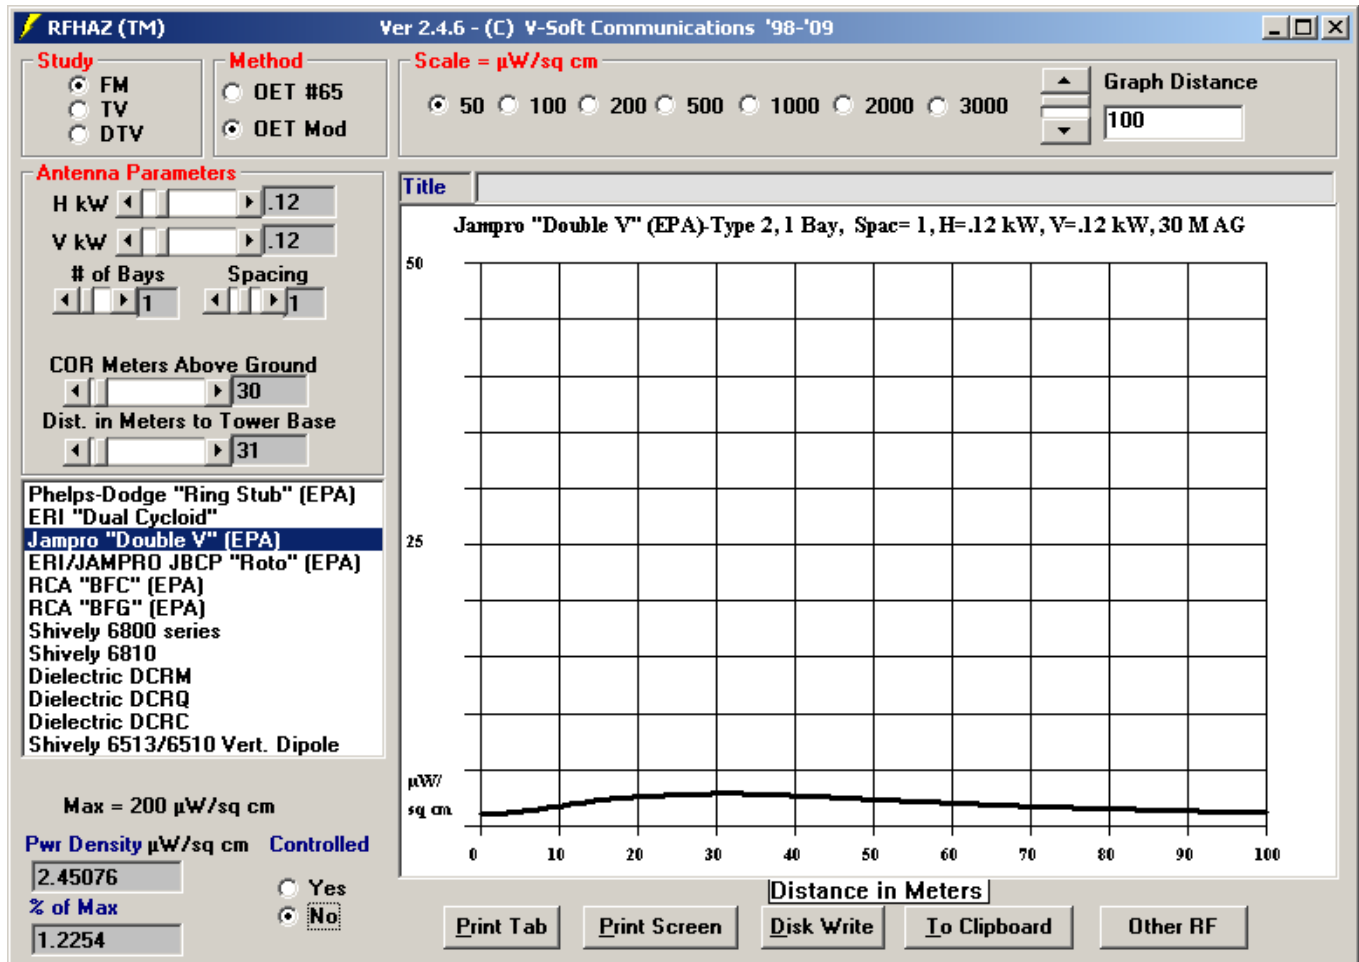 RFHAZ (TM) Ver 2.4.6 - (C) V-Soft Communications '98-'09
Study
FM
TV
DTV
Method
OET #65
OET Mod
Scale = µW/sq cm
50 100 200 500 1000 2000 3000
Graph Distance
100
Antenna Parameters
H kW .12
V kW .12
# of Bays Spacing
1 1
COR Meters Above Ground
30
Dist. in Meters to Tower Base
31
Phelps-Dodge "Ring Stub" (EPA)
ERI "Dual Cycloid"
Jampro "Double V" (EPA)
ERI/JAMPRO JBCP "Roto" (EPA)
RCA "BFC" (EPA)
RCA "BFG" (EPA)
Shively 6800 series
Shively 6810
Dielectric DCRM
Dielectric DCRQ
Dielectric DCRC
Shively 6513/6510 Vert. Dipole
Max = 200 µW/sq cm
Pwr Density µW/sq cm
2.45076
% of Max
1.2254
Controlled
Yes
No
Title
Jampro "Double V" (EPA)-Type 2, 1 Bay, Spac= 1, H=.12 kW, V=.12 kW, 30 M AG
50
25
µW/
sq cm
0 10 20 30 40 50 60 70 80 90 100
Distance in Meters
Print Tab Print Screen Disk Write To Clipboard Other RF